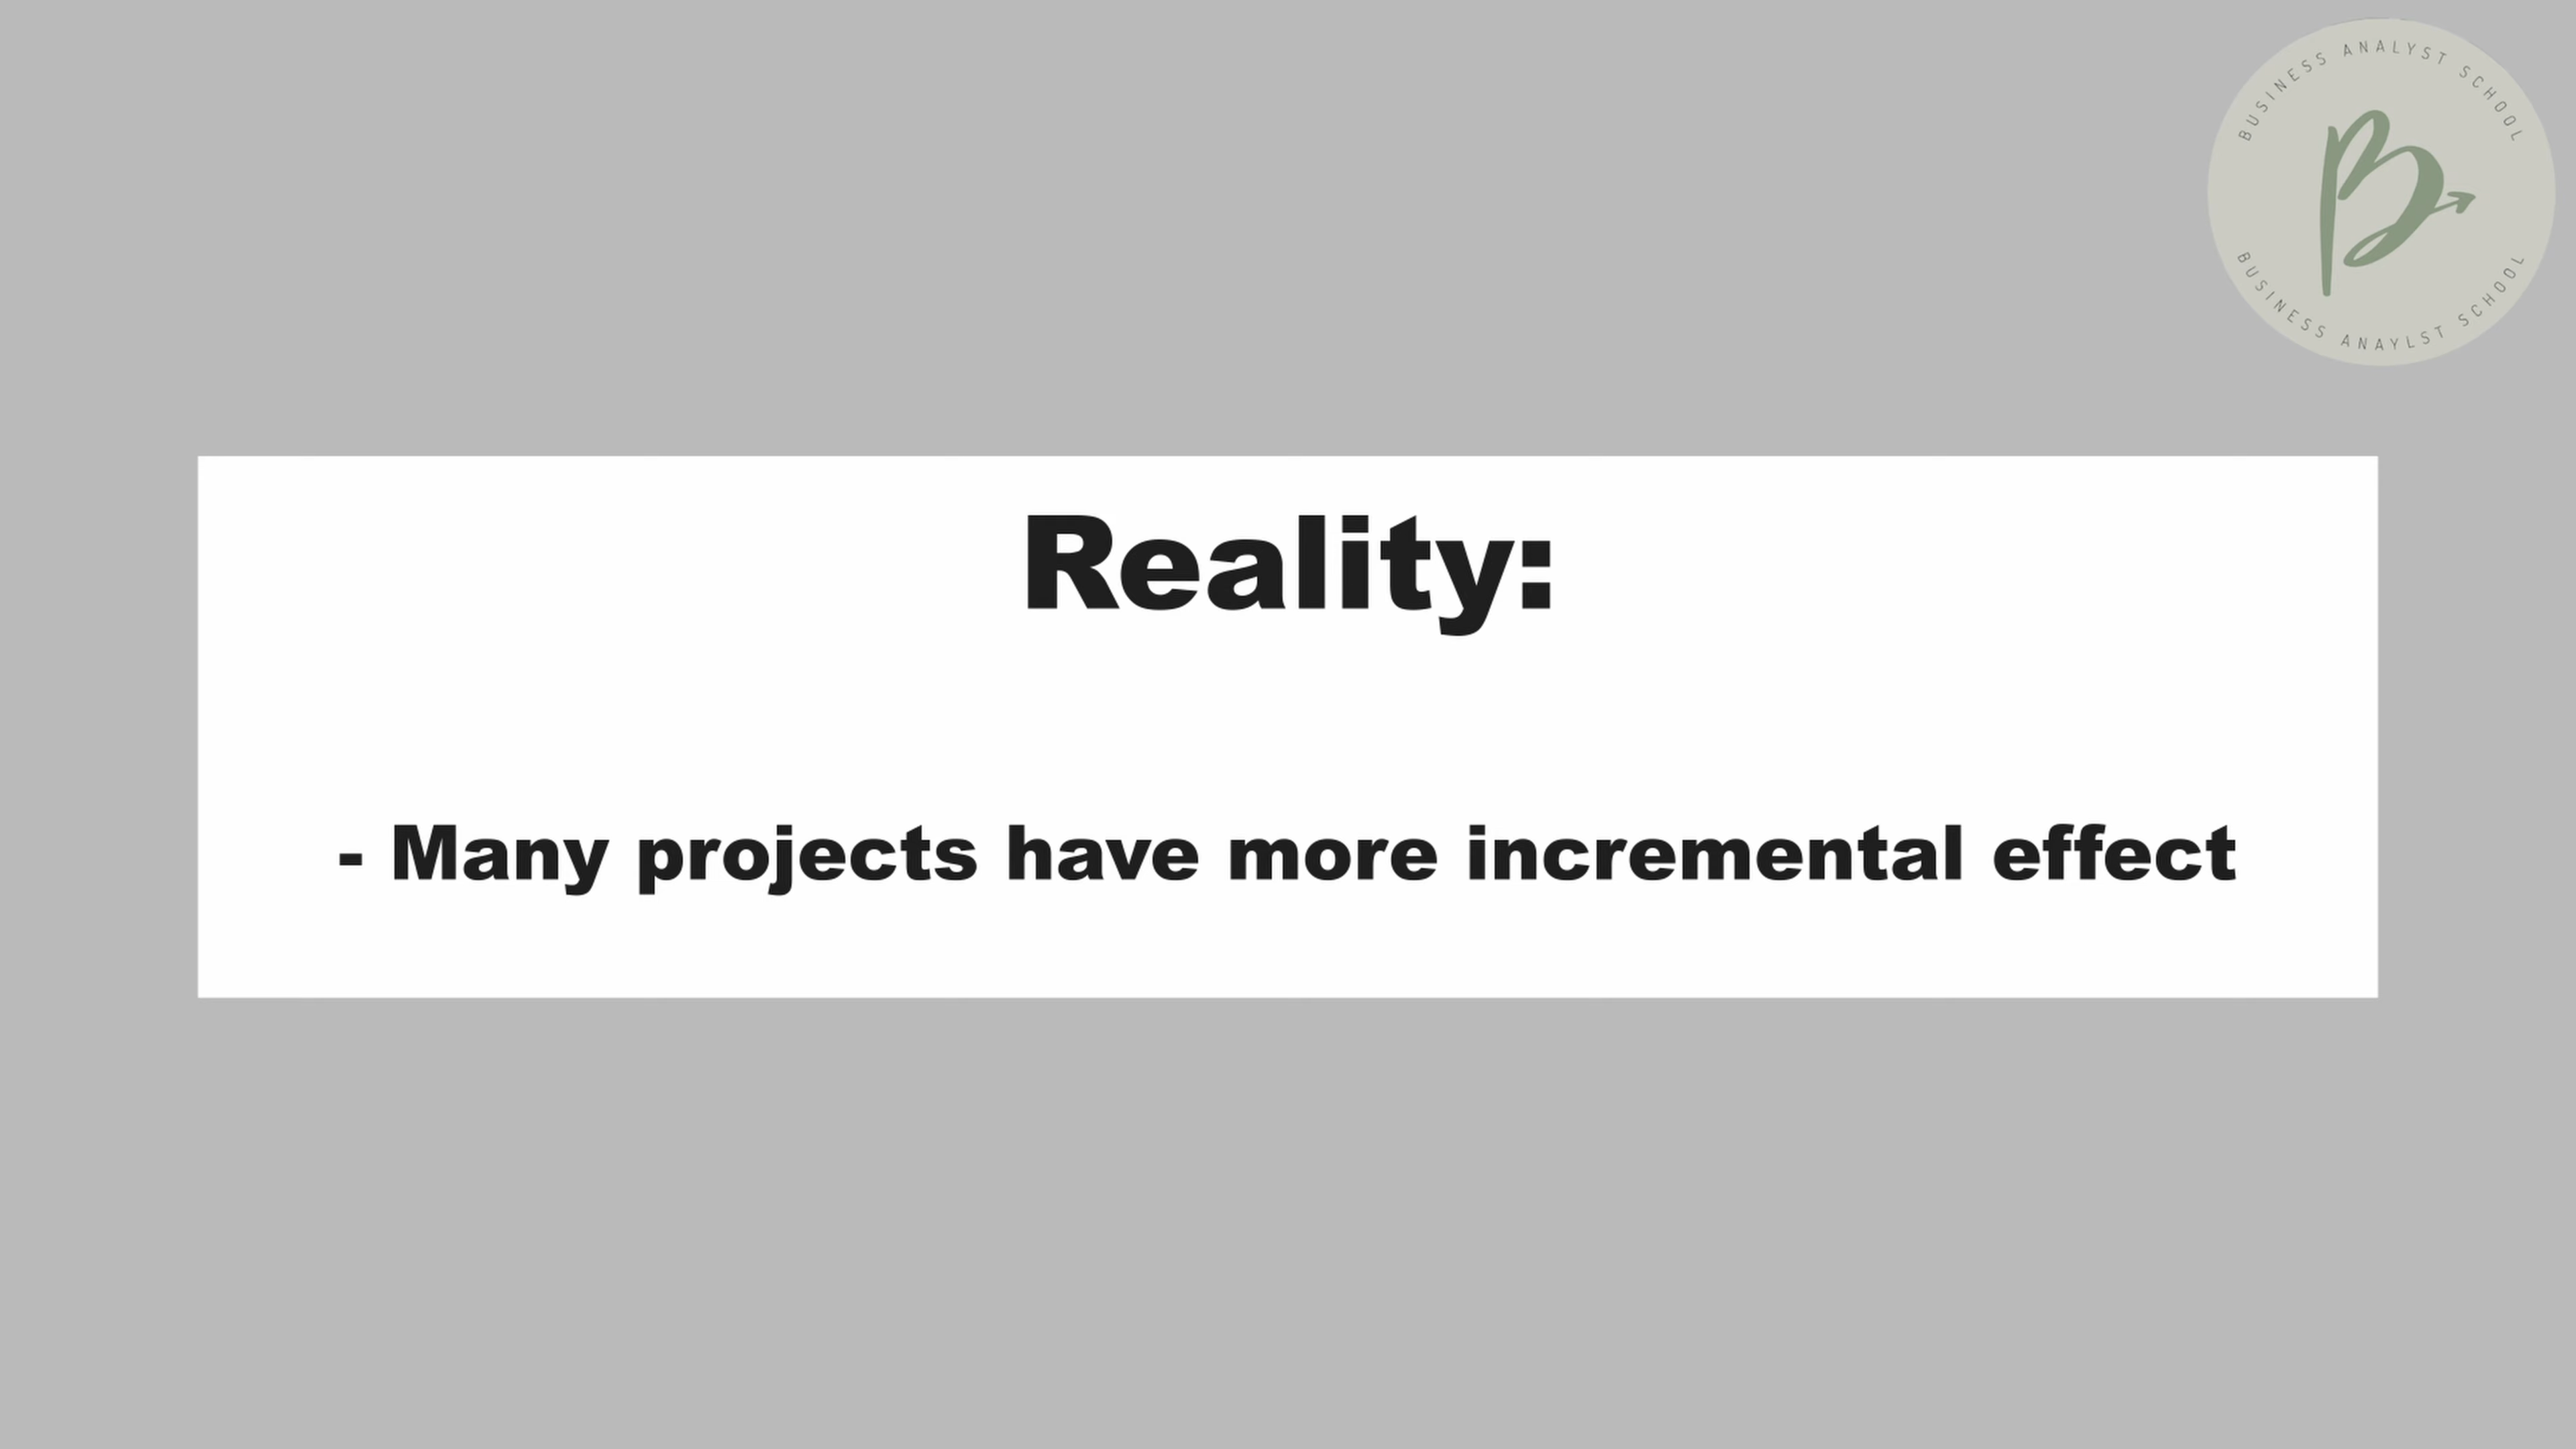 BUSINESS ANALYST SCHOOL
B
BUSINESS ANAYLST SCHOOL
Reality:
- Many projects have more incremental effect